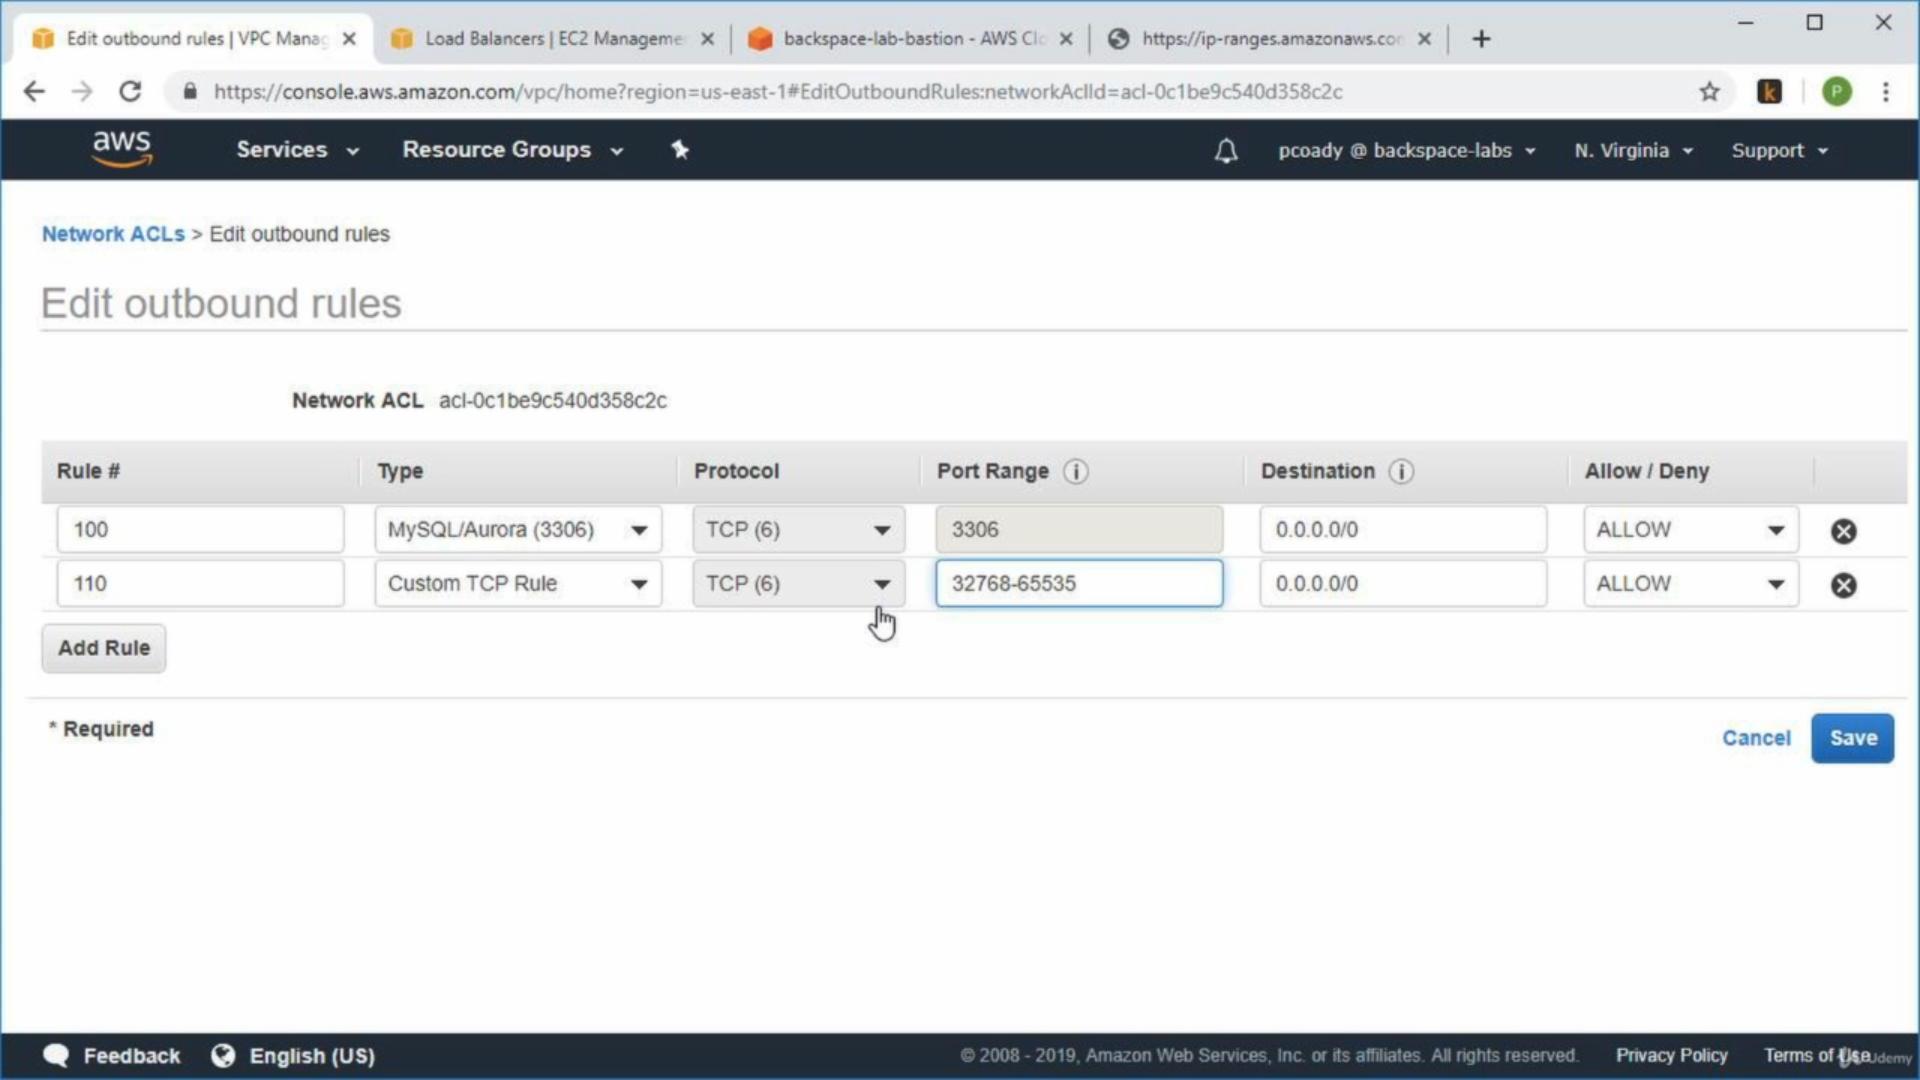 Edit outbound rules | VPC Manag
Load Balancers | EC2 Manageme
backspace-lab-bastion - AWS Clo
https://ip-ranges.amazonaws.co
https://console.aws.amazon.com/vpc/home?region=us-east-1#EditOutboundRules:networkAclId=acl-0c1be9c540d358c2c
k
P
aws
Services
Resource Groups
pcoady @ backspace-labs
N. Virginia
Support
Network ACLs > Edit outbound rules
Edit outbound rules
Network ACL acl-0c1be9c540d358c2c
Rule # Type Protocol Port Range i Destination i Allow / Deny
100 MySQL/Aurora (3306) TCP (6) 3306 0.0.0.0/0 ALLOW
110 Custom TCP Rule TCP (6) 32768-65535 0.0.0.0/0 ALLOW
Add Rule
* Required
Cancel
Save
Feedback
English (US)
© 2008 - 2019, Amazon Web Services, Inc. or its affiliates. All rights reserved.
Privacy Policy
Terms of Use
Udemy